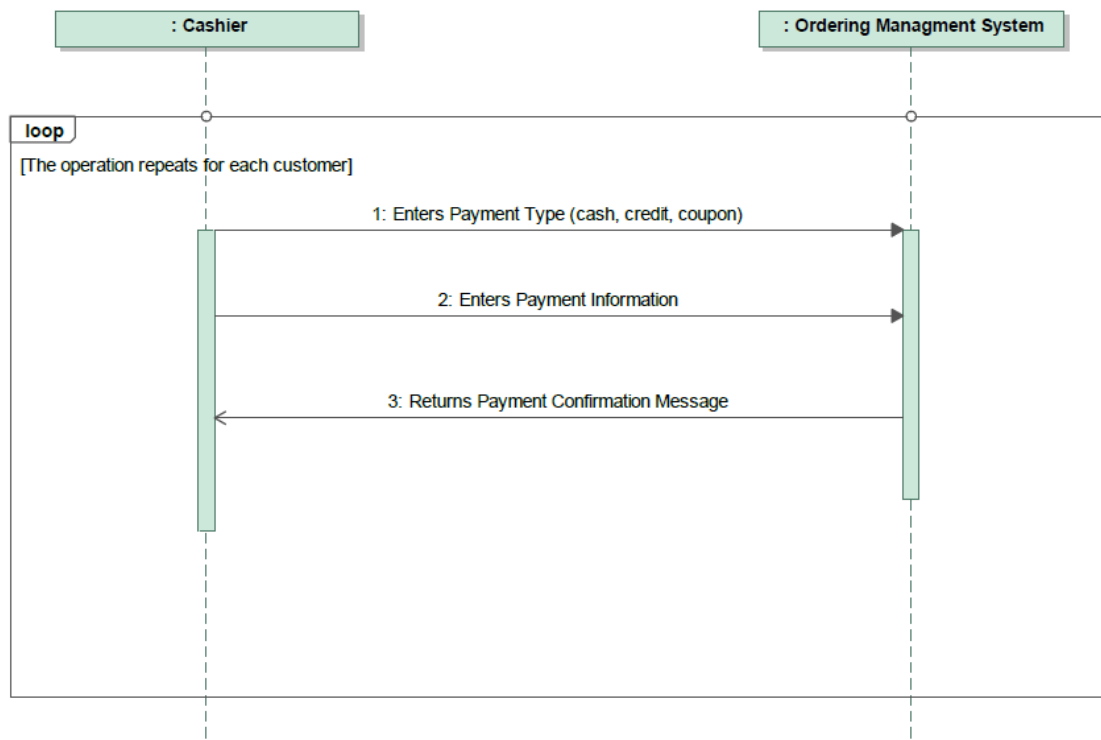 : Cashier
: Ordering Managment System
loop
[The operation repeats for each customer]
1: Enters Payment Type (cash, credit, coupon)
2: Enters Payment Information
3: Returns Payment Confirmation Message